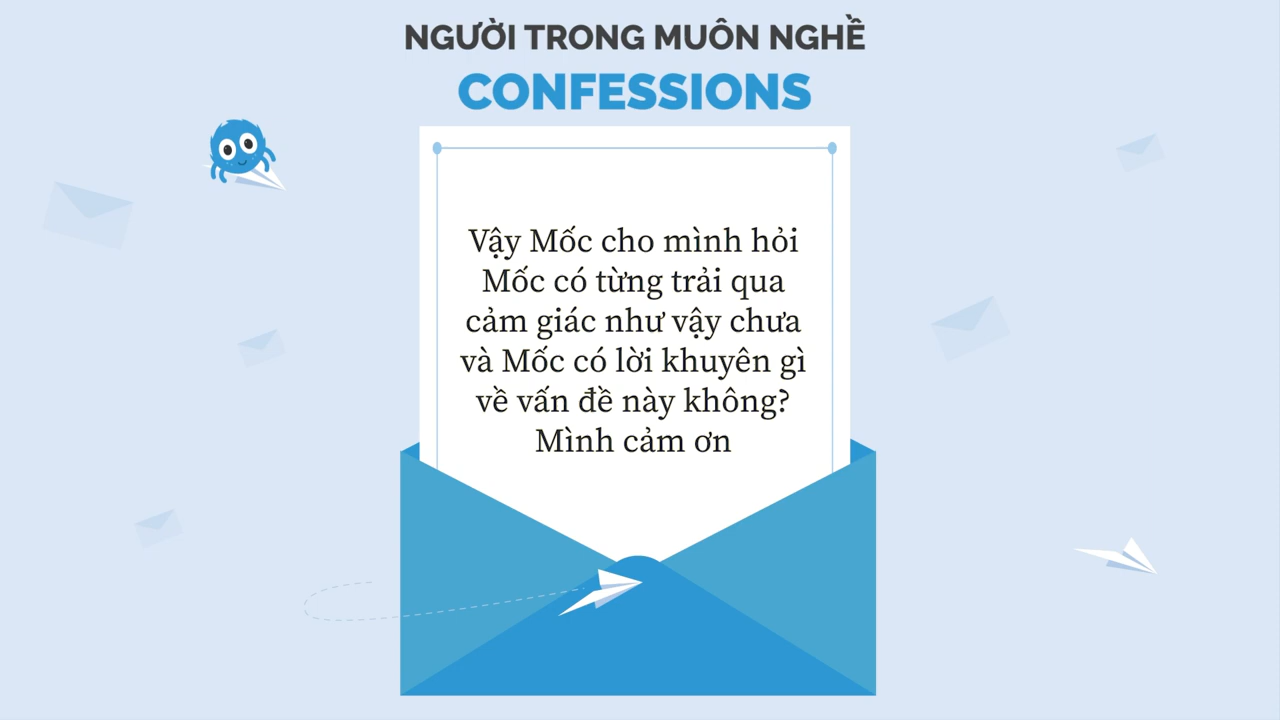 NGƯỜI TRONG MUÔN NGHỀ
CONFESSIONS
Vậy Mốc cho mình hỏi
Mốc có từng trải qua
cảm giác như vậy chưa
và Mốc có lời khuyên gì
về vấn đề này không?
Mình cảm ơn